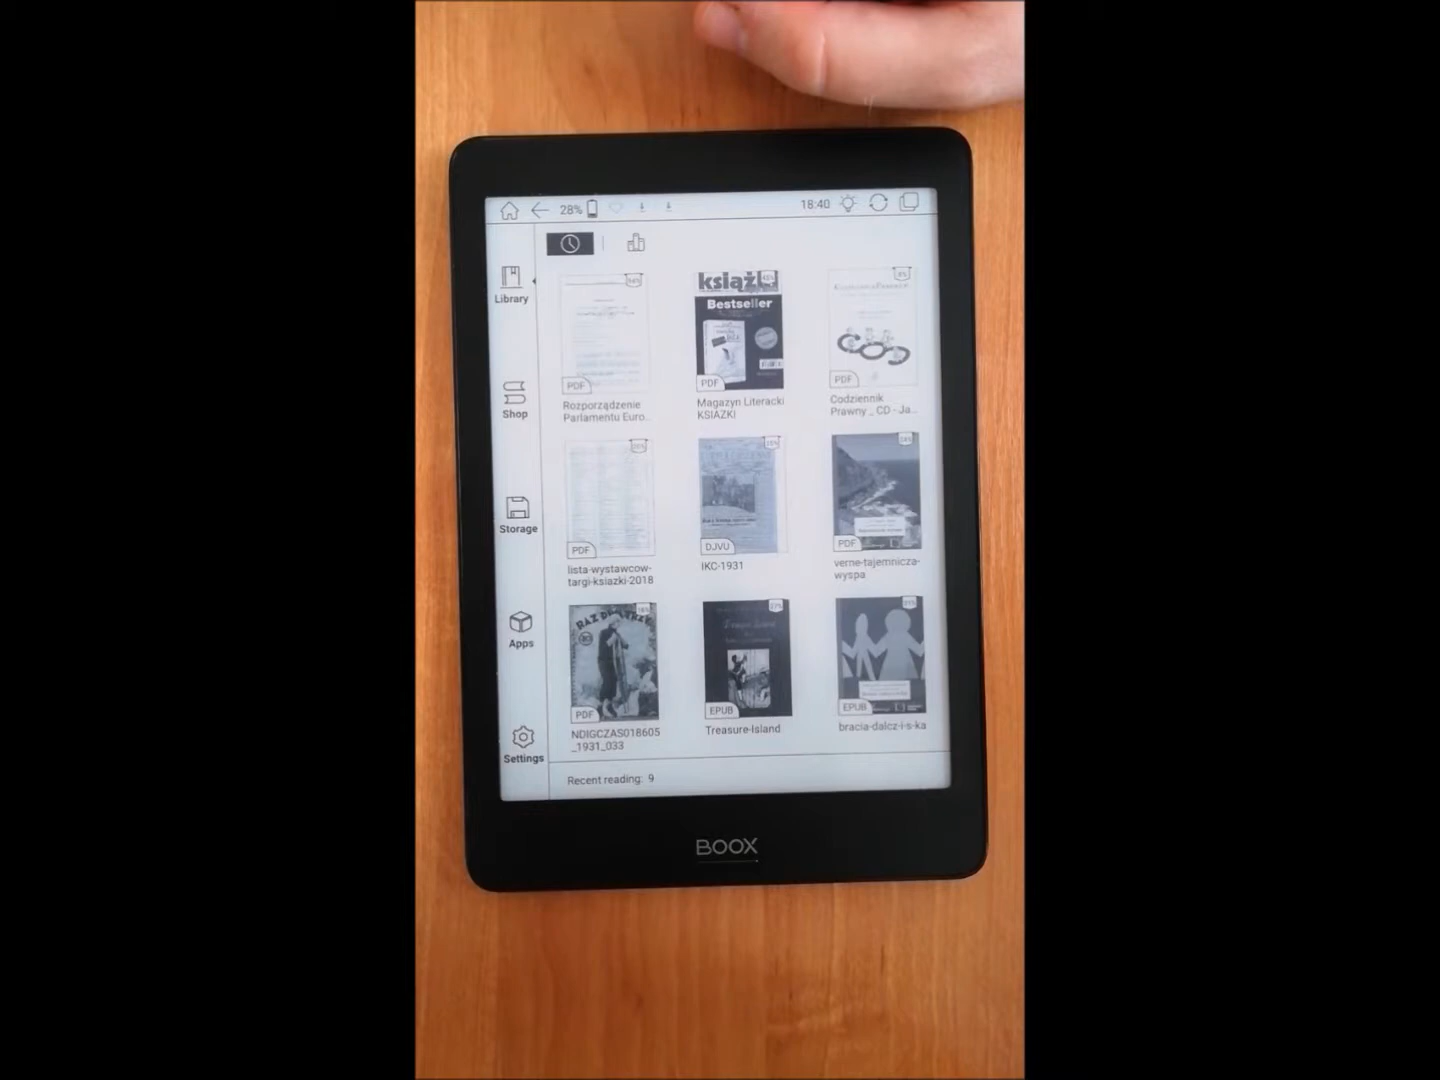 28%
18:40
Library
Shop
Storage
Apps
Settings
książki
Bestseller
PDF
PDF
PDF
Rozporządzenie
Parlamentu Euro..
Magazyn Literacki
KSIAZKI
Codziennik
Prawny _ CD - Ja..
PDF
DJVU
PDF
lista-wystawcow-
targi-ksiazki-2018
IKC-1931
verne-tajemnicza-
wyspa
PDF
EPUB
EPUB
NDIGCZAS018605
_1931_033
Treasure-Island
bracia-dalcz-i-s-ka
Recent reading: 9
BOOX